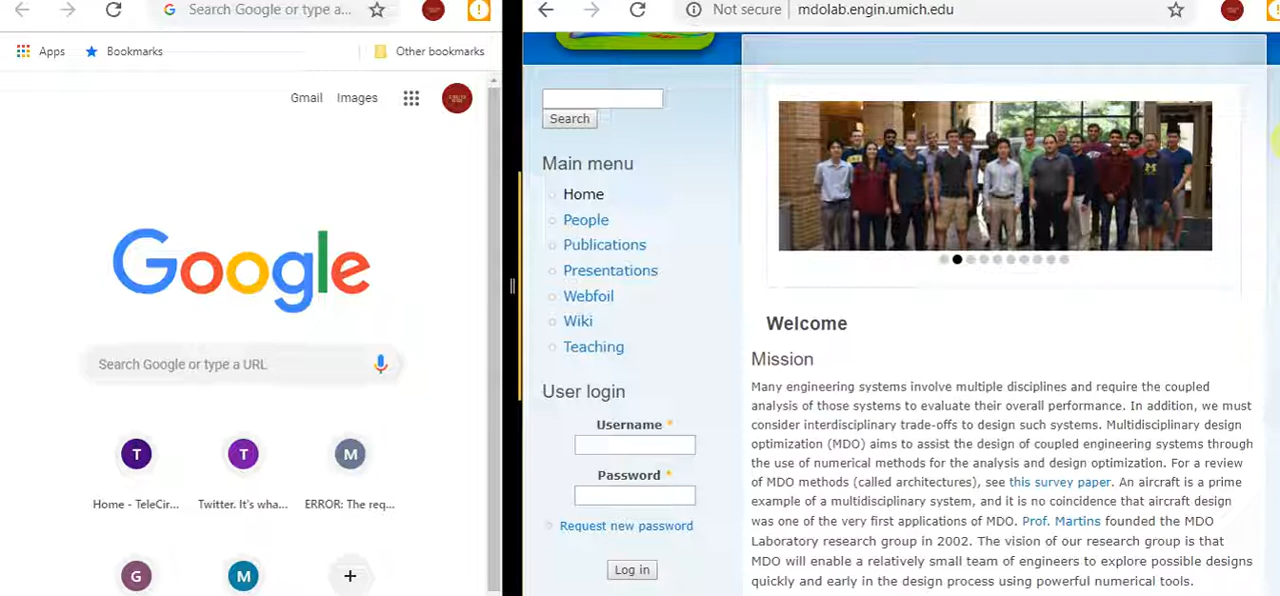 Search Google or type a...
Apps
Bookmarks
Other bookmarks
Gmail
Images
Google
Search Google or type a URL
T
T
M
Home - TeleCir...
Twitter. It's wha...
ERROR: The req...
G
M
Not secure
mdolab.engin.umich.edu
Search
Main menu
Home
People
Publications
Presentations
Webfoil
Wiki
Teaching
User login
Username *
Password *
Request new password
Log in
Welcome
Mission
Many engineering systems involve multiple disciplines and require the coupled
analysis of those systems to evaluate their overall performance. In addition, we must
consider interdisciplinary trade-offs to design such systems. Multidisciplinary design
optimization (MDO) aims to assist the design of coupled engineering systems through
the use of numerical methods for the analysis and design optimization. For a review
of MDO methods (called architectures), see this survey paper. An aircraft is a prime
example of a multidisciplinary system, and it is no coincidence that aircraft design
was one of the very first applications of MDO. Prof. Martins founded the MDO
Laboratory research group in 2002. The vision of our research group is that
MDO will enable a relatively small team of engineers to explore possible designs
quickly and early in the design process using powerful numerical tools.